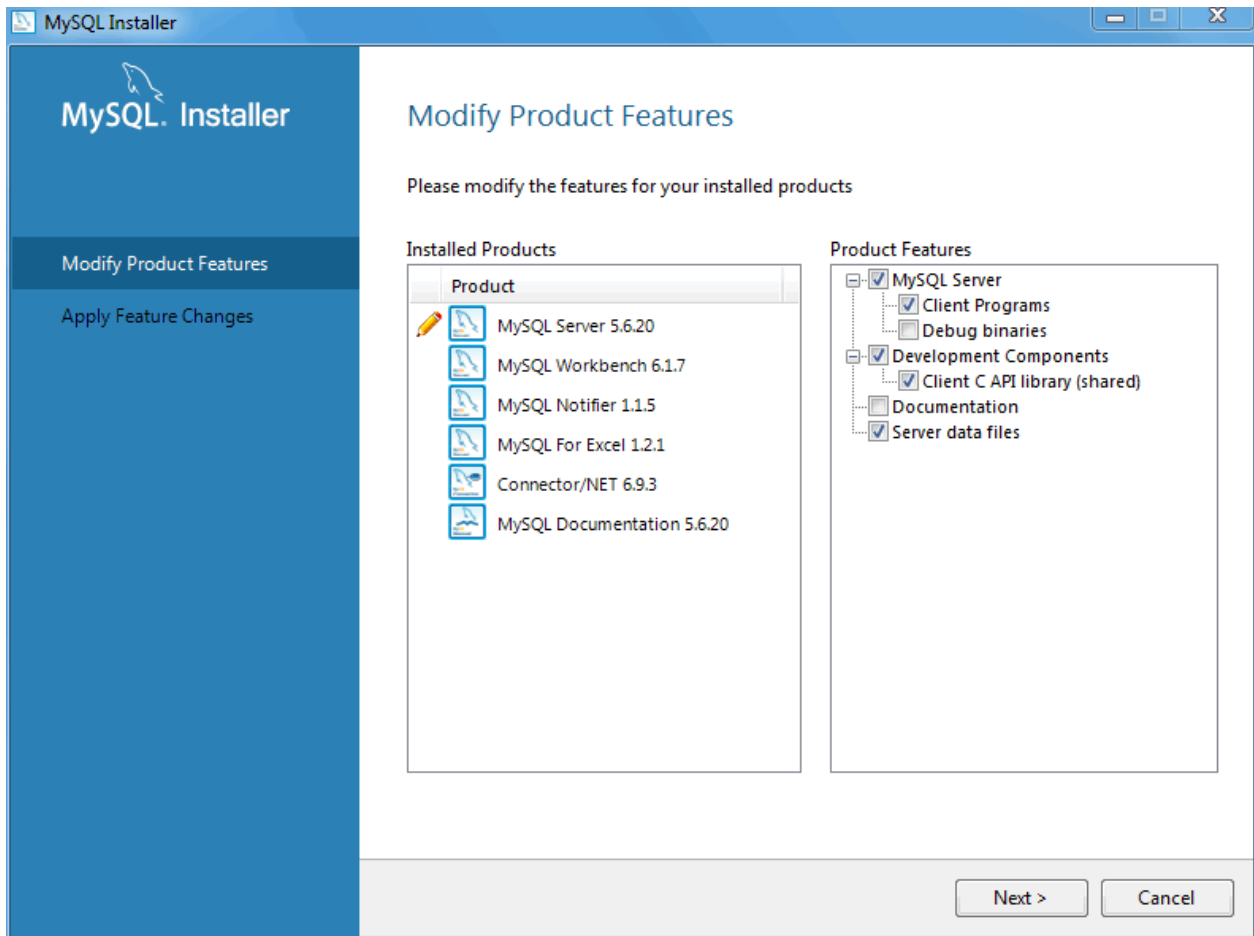 MySQL Installer
MySQL. Installer
Modify Product Features
Apply Feature Changes
Modify Product Features
Please modify the features for your installed products
Installed Products
Product
MySQL Server 5.6.20
MySQL Workbench 6.1.7
MySQL Notifier 1.1.5
MySQL For Excel 1.2.1
Connector/NET 6.9.3
MySQL Documentation 5.6.20
Product Features
MySQL Server
Client Programs
Debug binaries
Development Components
Client C API library (shared)
Documentation
Server data files
Next >
Cancel